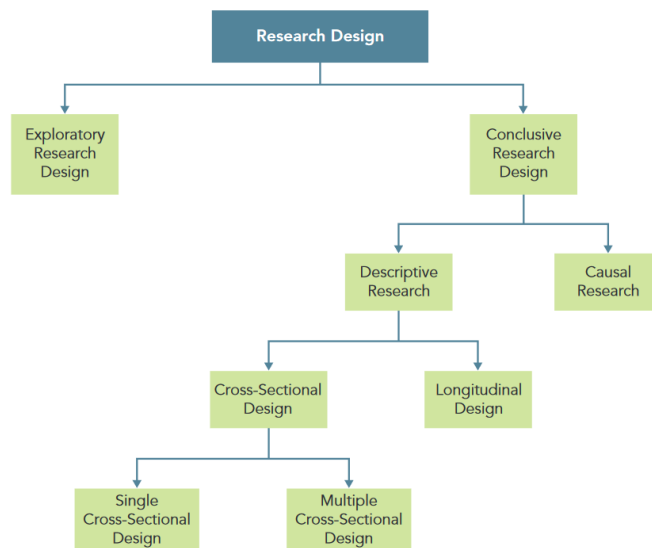 Research Design
Exploratory
Research
Design
Conclusive
Research
Design
Descriptive
Research
Causal
Research
Cross-Sectional
Design
Longitudinal
Design
Single
Cross-Sectional
Design
Multiple
Cross-Sectional
Design